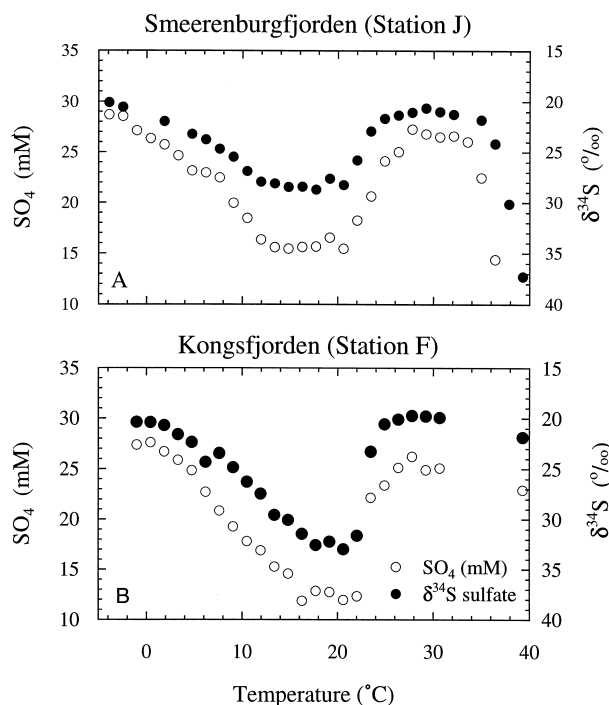 Smeerenburgfjorden (Station J)
35
30
25
20
15
10
SO₄ (mM)
15
20
25
30
35
40
δ³⁴S (º/oo)
A
Kongsfjorden (Station F)
35
30
25
20
15
10
SO₄ (mM)
15
20
25
30
35
40
δ³⁴S (º/oo)
SO₄ (mM)
δ³⁴S sulfate
B
0
10
20
30
40
Temperature (˚C)